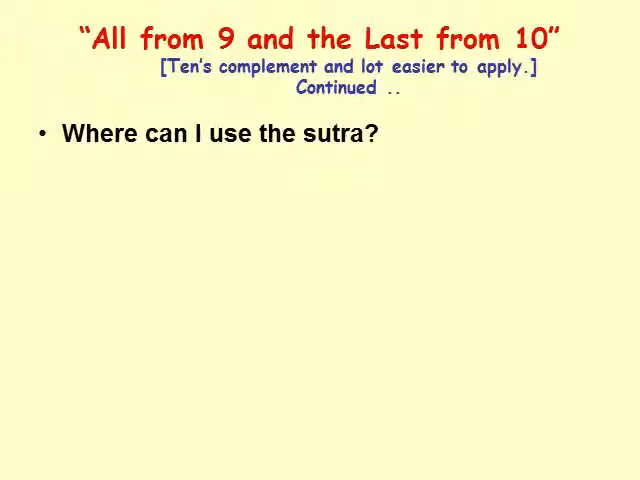 “All from 9 and the Last from 10”
[Ten’s complement and lot easier to apply.]
Continued ..
• Where can I use the sutra?